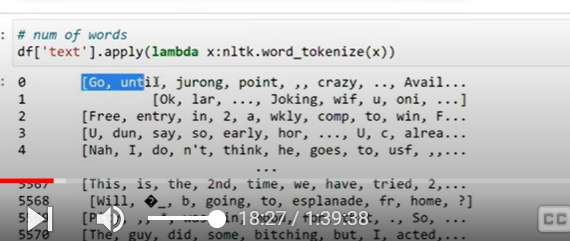 # num of words
df['text'].apply(lambda x:nltk.word_tokenize(x))
0 [Go, until, jurong, point, ,, crazy, .., Avail...
1 [Ok, lar, ..., Joking, wif, u, oni, ...]
2 [Free, entry, in, 2, a, wkly, comp, to, win, F...
3 [U, dun, say, so, early, hor, ..., U, c, alrea...
4 [Nah, I, do, n't, think, he, goes, to, usf, ,,...
...
5567 [This, is, the, 2nd, time, we, have, tried, 2,...
5568 [Will, �_, b, going, to, esplanade, fr, home, ?]
18:27 / 1:39:38
CC
., So, ...
5570 [The, guy, did, some, bitching, but, I, acted,...